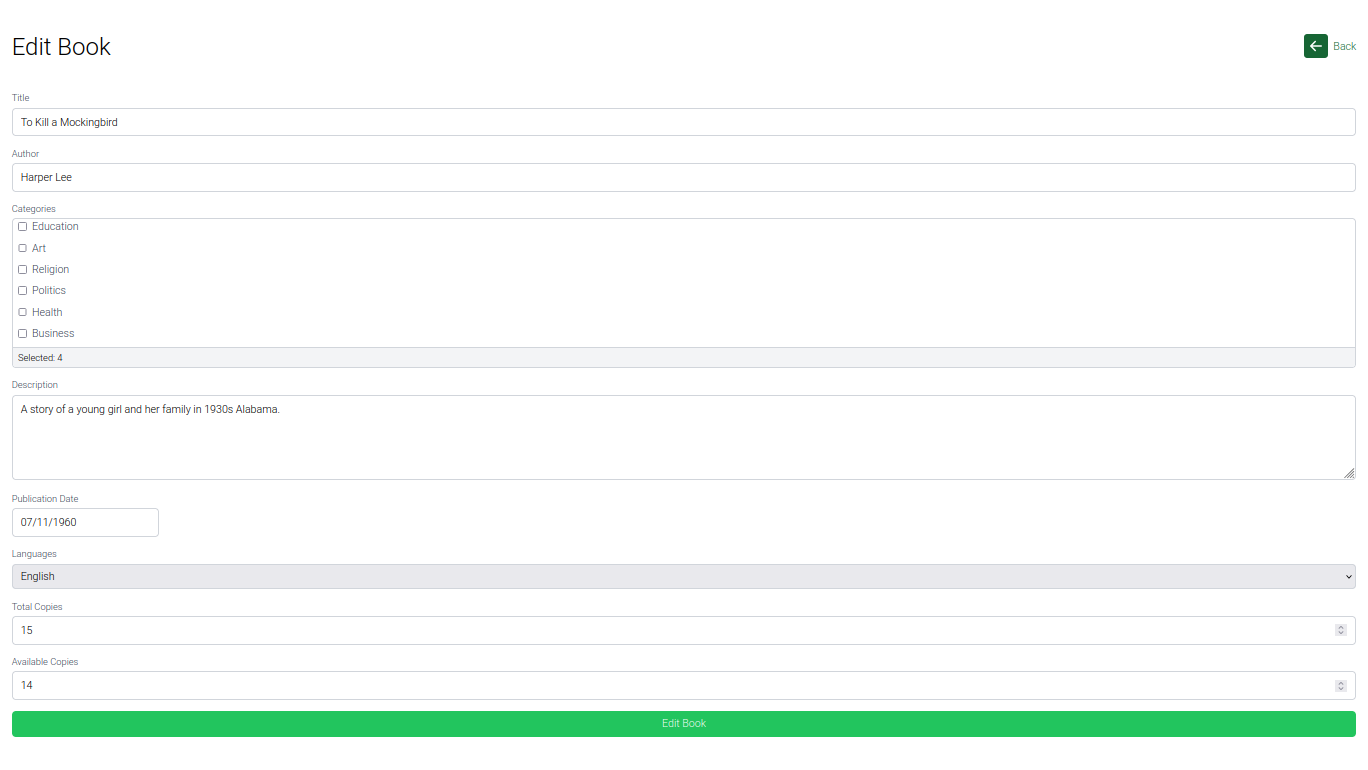 Edit Book
Back
Title
To Kill a Mockingbird
Author
Harper Lee
Categories
Education
Art
Religion
Politics
Health
Business
Selected: 4
Description
A story of a young girl and her family in 1930s Alabama.
Publication Date
07/11/1960
Languages
English
Total Copies
15
Available Copies
14
Edit Book